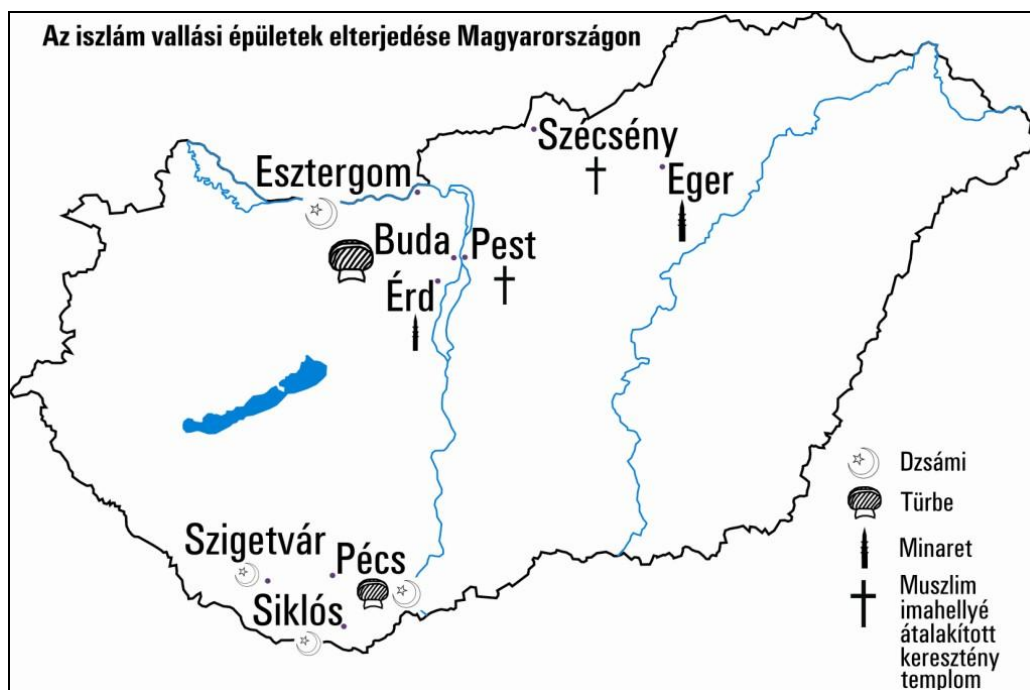 Az iszlám vallási épületek elterjedése Magyarországon
Szécsény
Esztergom
Eger
Buda
Pest
Érd
Szigetvár
Pécs
Siklós
Dzsámi
Türbe
Minaret
Muszlim
imahellyé
átalakított
keresztény
templom